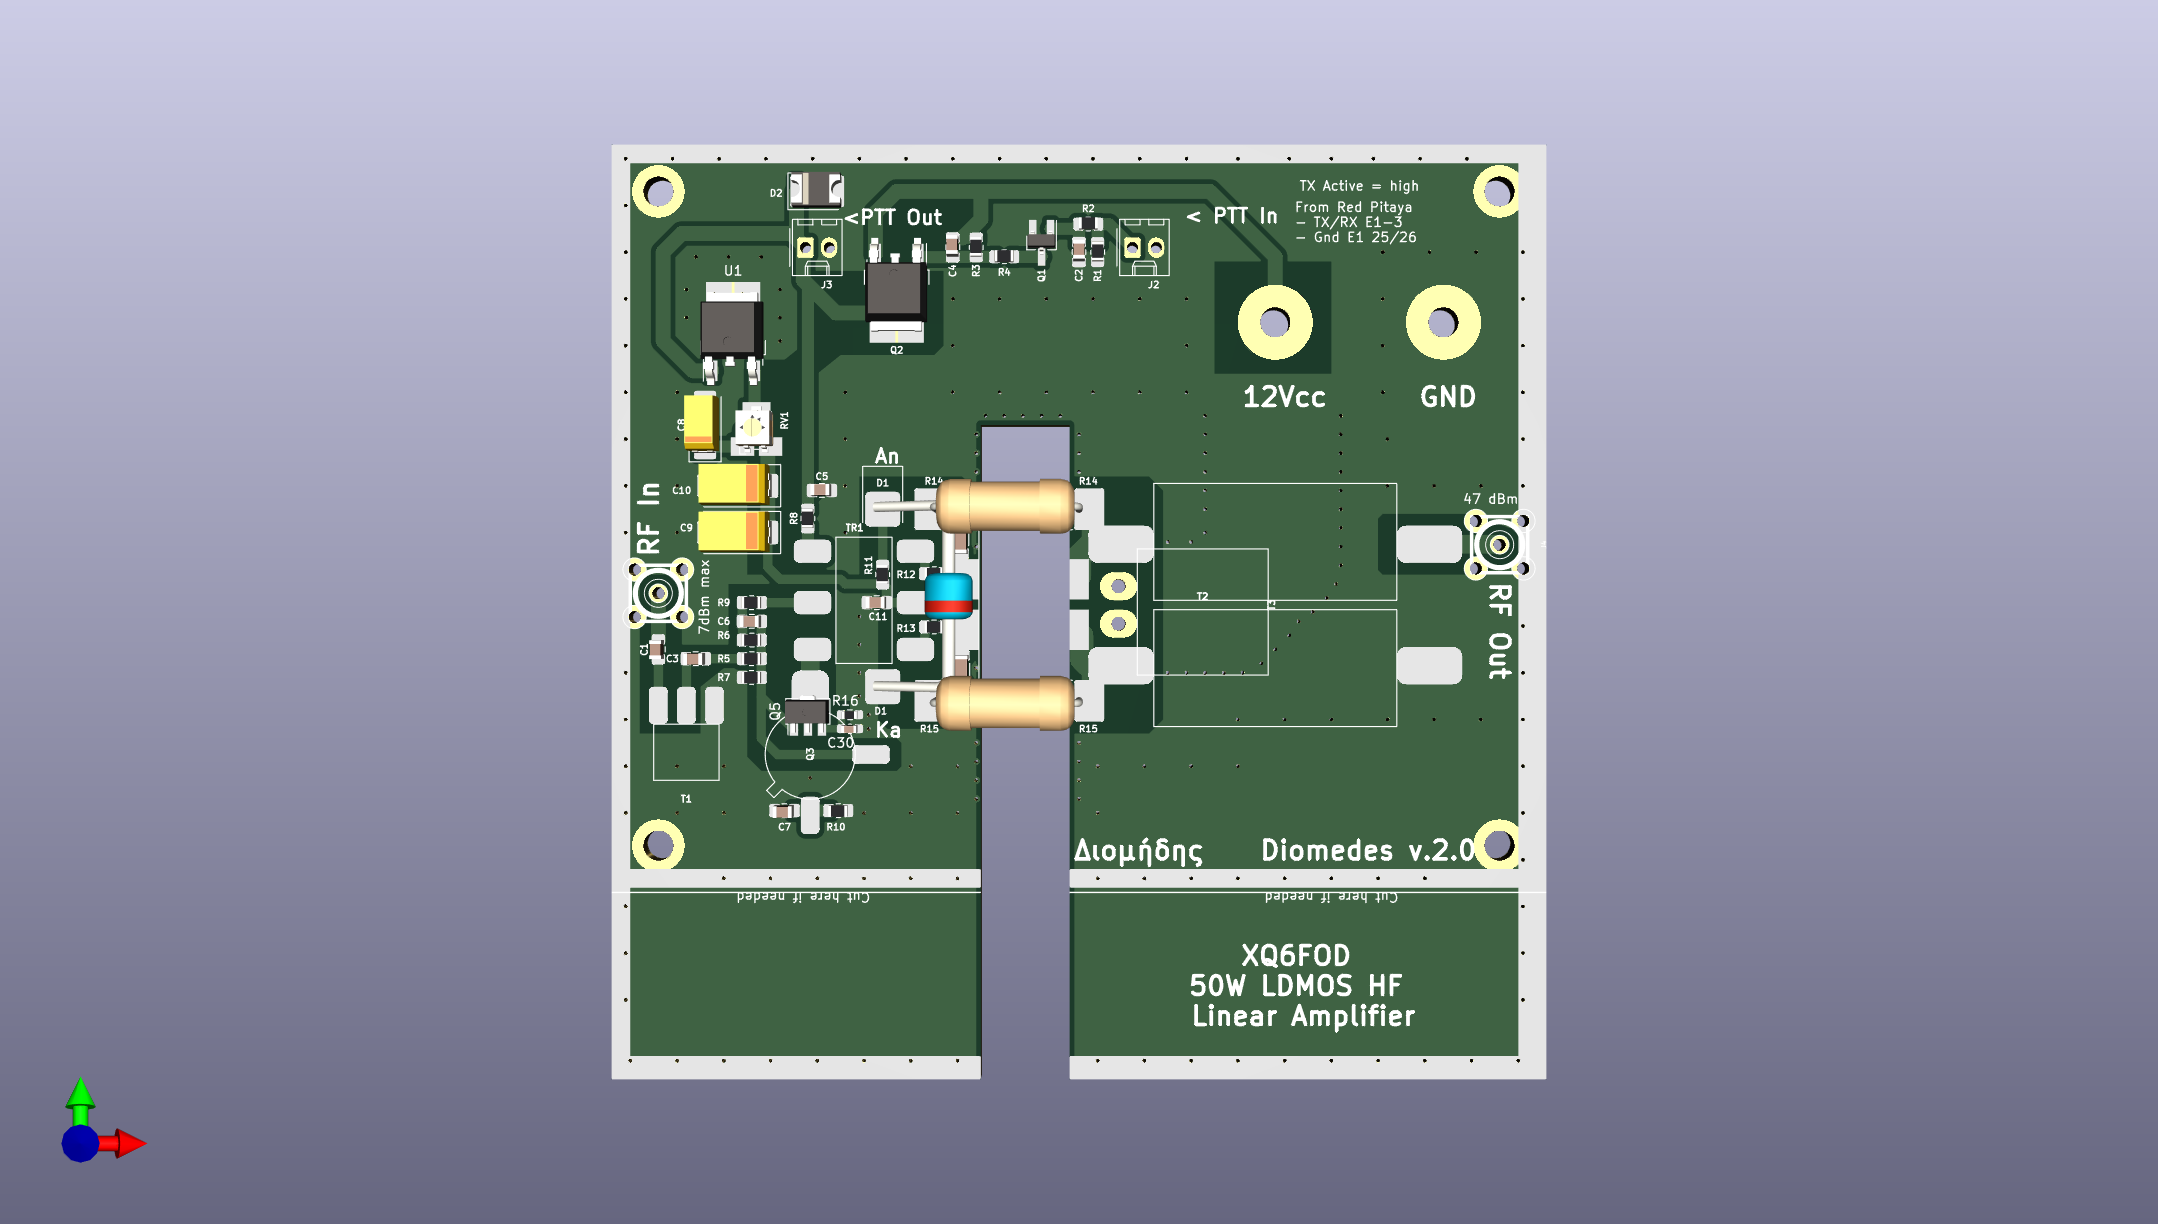 TX Active = high
D2
<PTT Out
R2
< PTT In
From Red Pitaya
- TX/RX E1-3
- Gnd E1 25/26
U1
C4
R3
R4
Q1
C2
R1
J3
J2
Q2
12Vcc
GND
C8
RV1
An
C5
D1
R14
R14
C10
RF In
47 dBm
R8
C9
TR1
R11
R12
7dBm max
R9
C11
T2
T3
C6
R13
R6
RF Out
C1
C3
R5
R7
Q5
R16
D1
Ka
R15
R15
C30
Q3
T1
C7
R10
Διομήδης
Diomedes v.2.0
Cut here if needed
Cut here if needed
XQ6FOD
50W LDMOS HF
Linear Amplifier